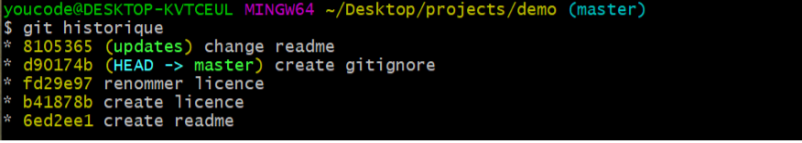 youcode@DESKTOP-KVTCEUL MINGW64 ~/Desktop/projects/demo (master)
$ git historique
* 8105365 (updates) change readme
* d90174b (HEAD -> master) create gitignore
* fd29e97 renommer licence
* b41878b create licence
* 6ed2ee1 create readme